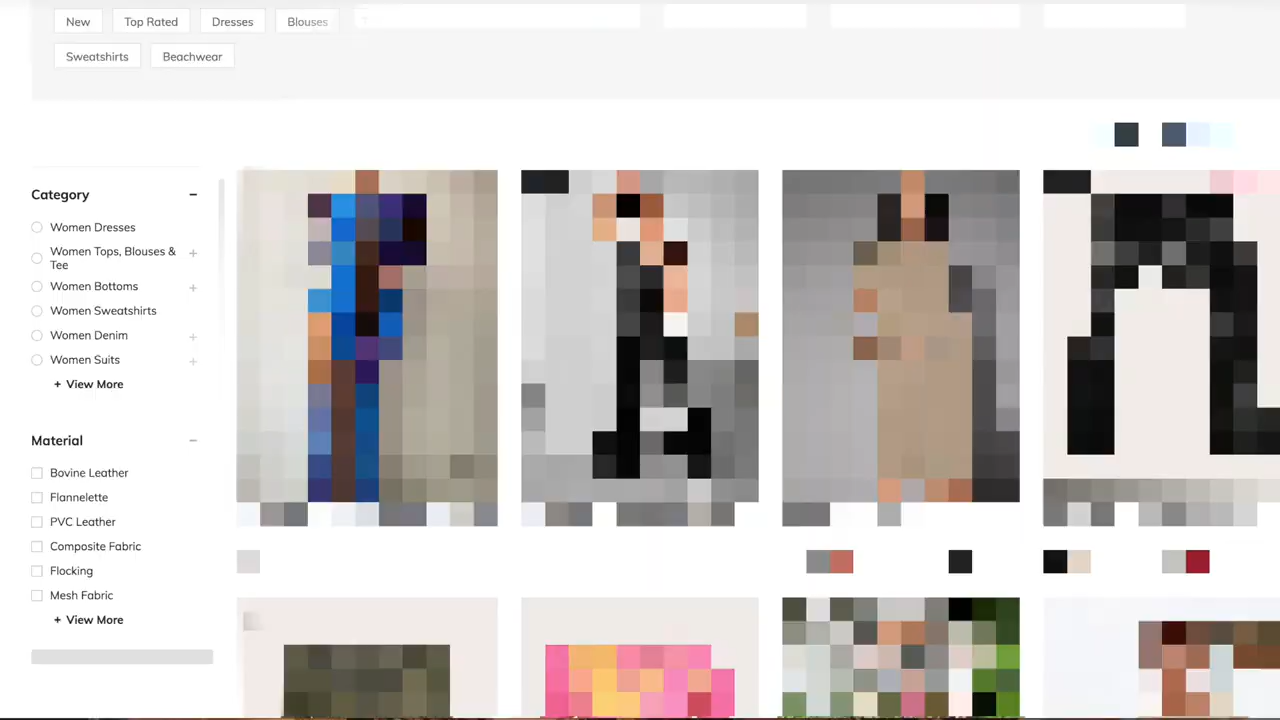 New
Top Rated
Dresses
Blouses
Sweatshirts
Beachwear
Category −
Women Dresses
Women Tops, Blouses & +
Tee
Women Bottoms +
Women Sweatshirts
Women Denim +
Women Suits +
+ View More
Material −
Bovine Leather
Flannelette
PVC Leather
Composite Fabric
Flocking
Mesh Fabric
+ View More